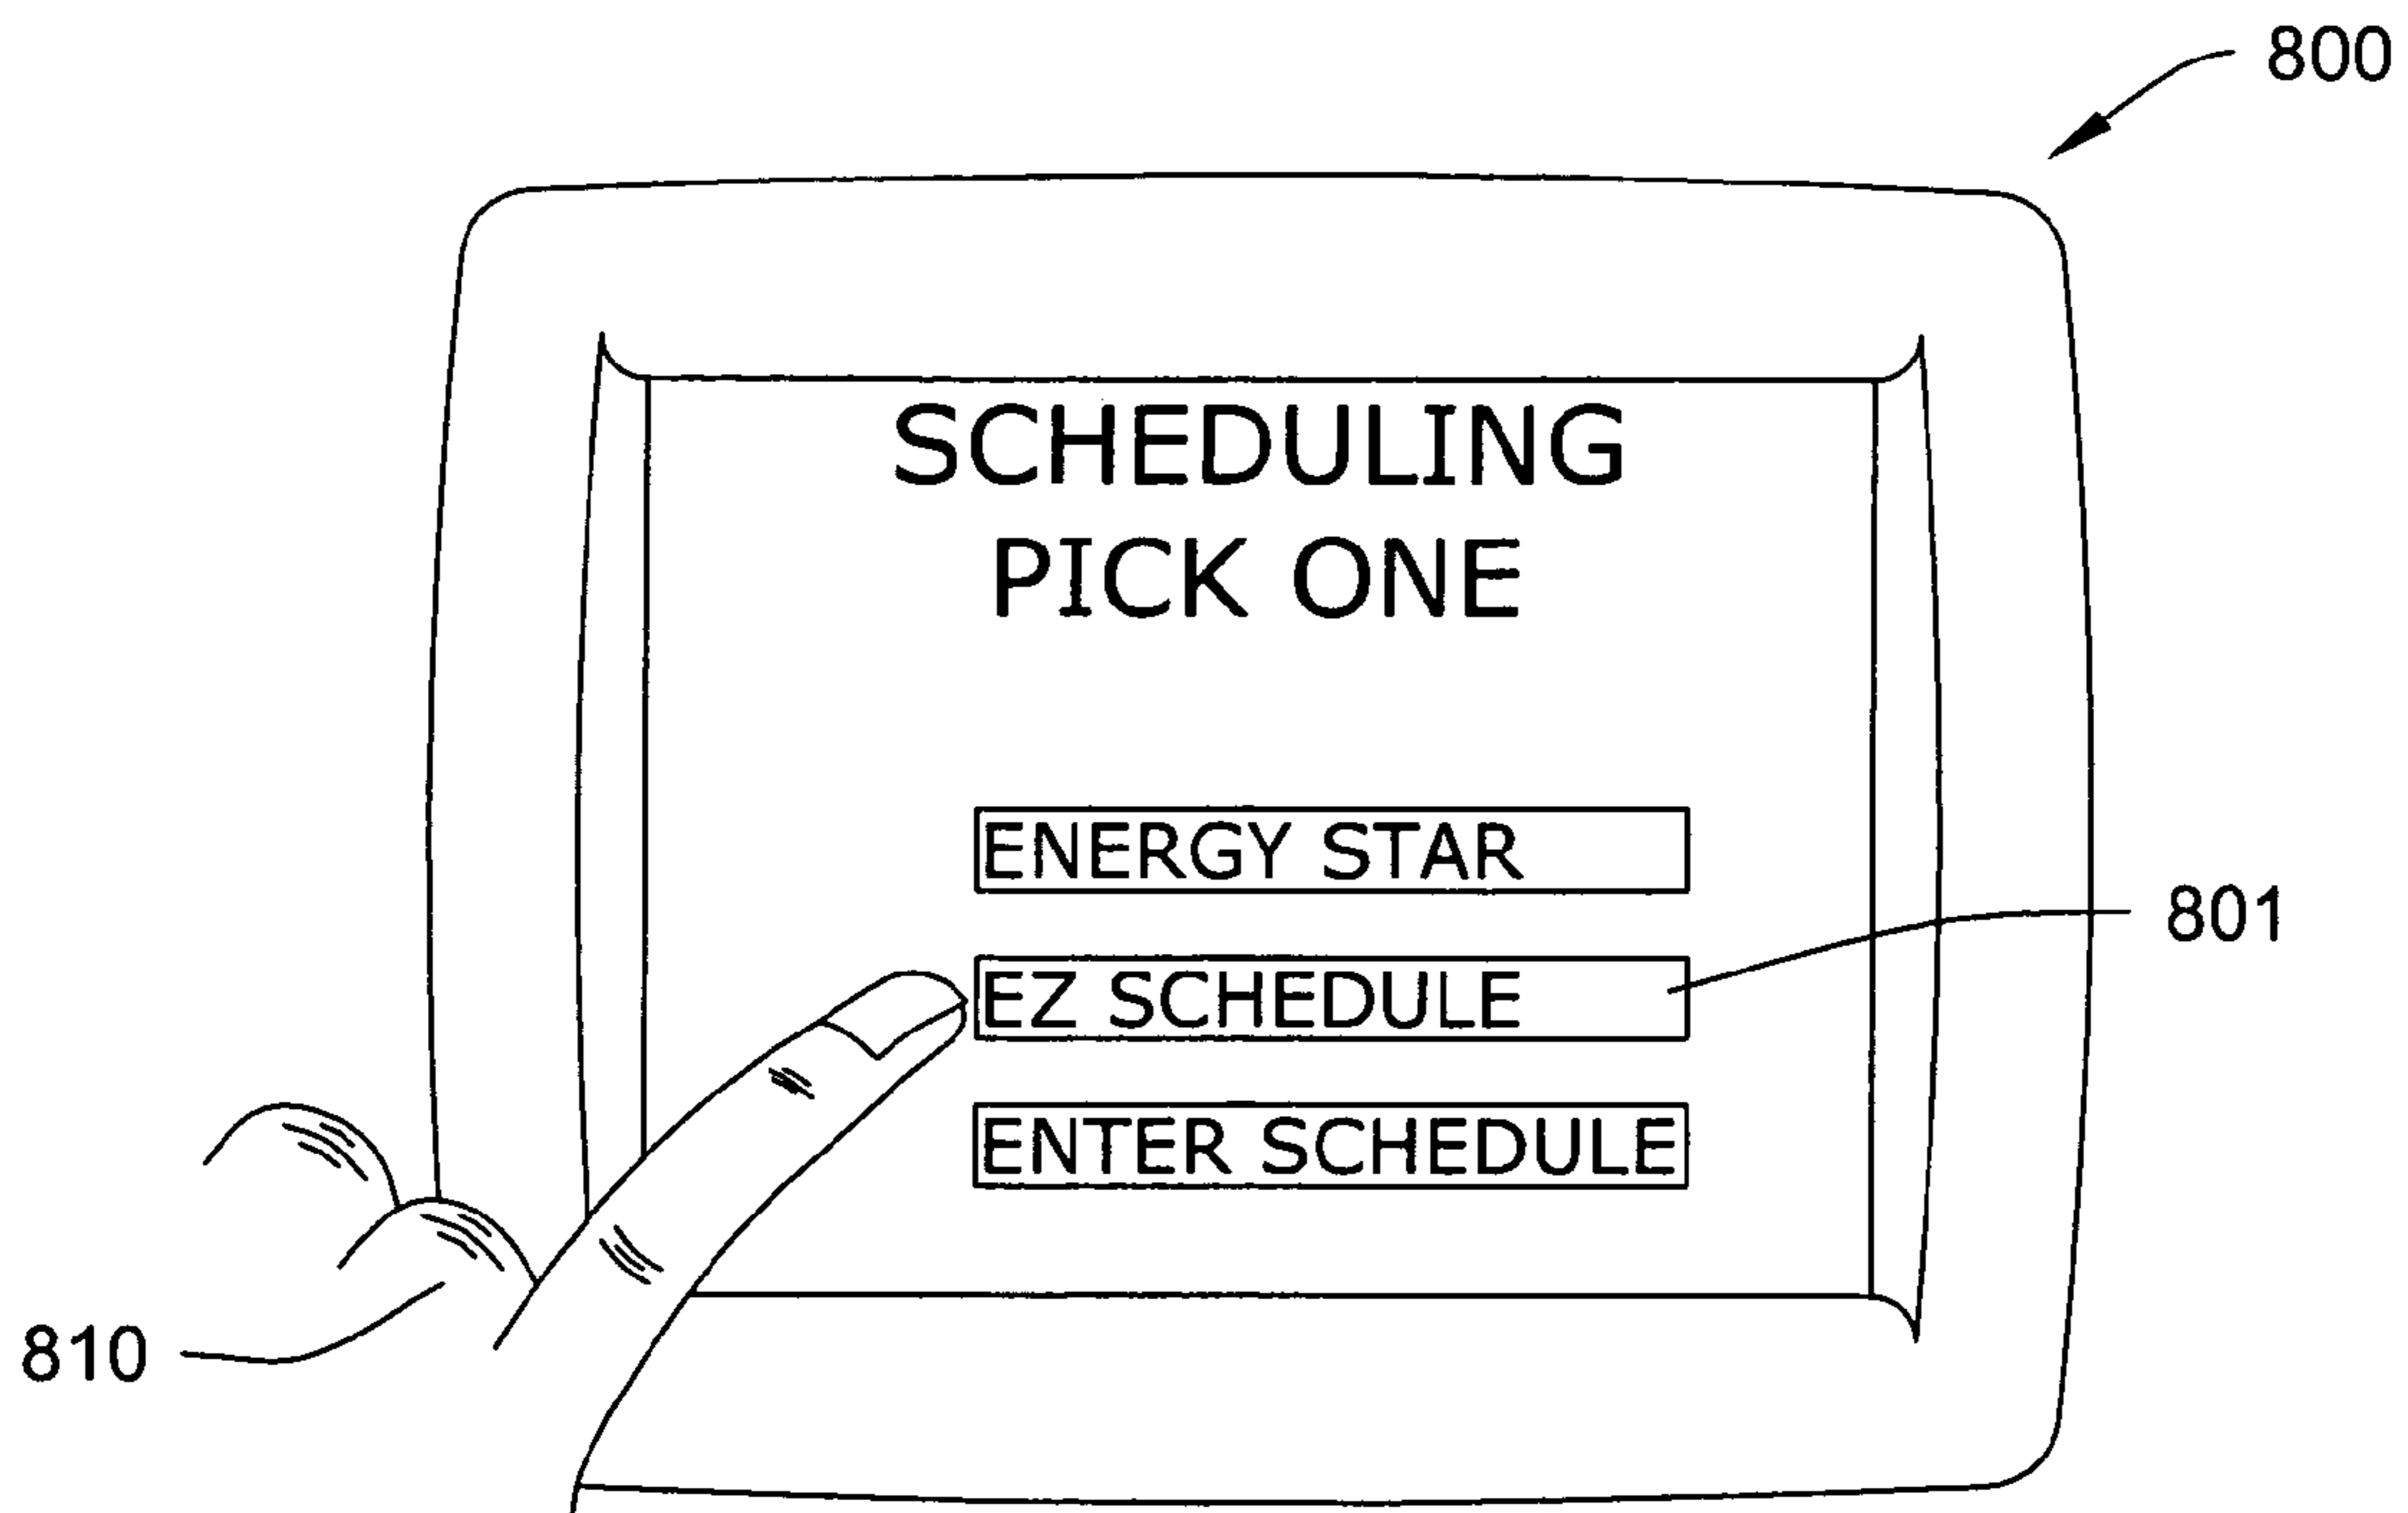 800
SCHEDULING
PICK ONE
ENERGY STAR
801
EZ SCHEDULE
ENTER SCHEDULE
810